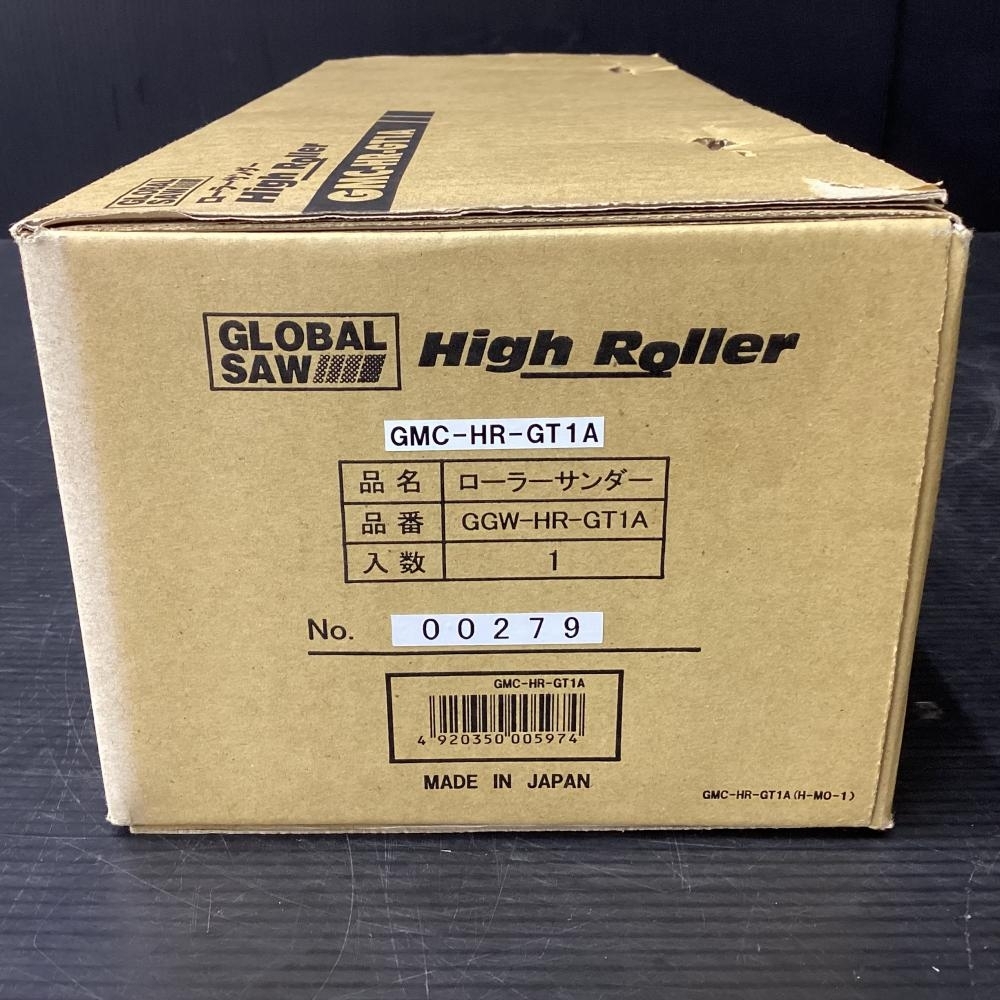 GLOBAL
SAW
ローラーサンダー
High Roller
GMC-HR-GT1A
GLOBAL
SAW
High Roller
GMC-HR-GT1A
品名 ローラーサンダー
品番 GGW-HR-GT1A
入数 1
No. 00279
GMC-HR-GT1A
4 920350 005974
MADE IN JAPAN
GMC-HR-GT1A(H-MO-1)